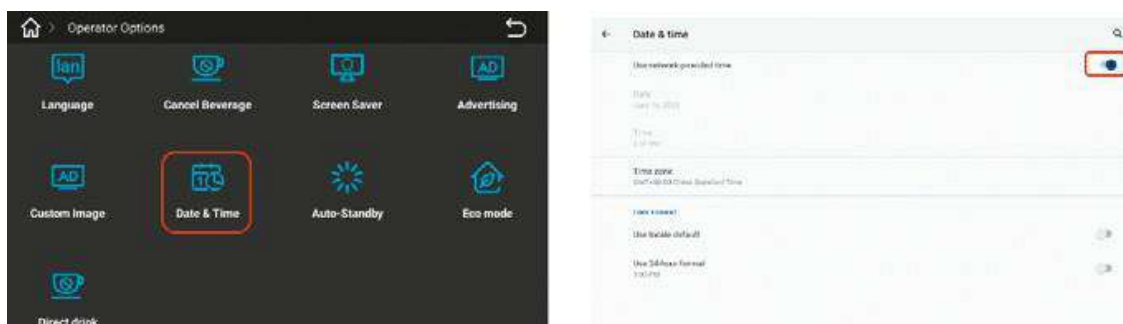 Operator Options
lan
AD
Language
Cancel Beverage
Screen Saver
Advertising
AD
Custom Image
Date & Time
Auto-Standby
Eco mode
Direct drink
Date & time
Use network-provided time
Date
Time
Time zone
Use locale default
Use 24-hour format